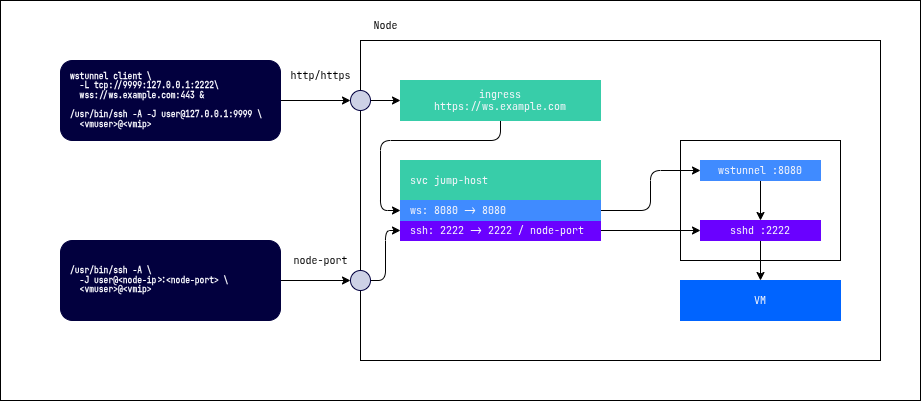 Node
wstunnel client \
-L tcp://9999:127.0.0.1:2222\
wss://ws.example.com:443 &
/usr/bin/ssh -A -J user@127.0.0.1:9999 \
<vmuser>@<vmip>
http/https
ingress
https://ws.example.com
svc jump-host
ws: 8080 -> 8080
ssh: 2222 -> 2222 / node-port
wstunnel :8080
sshd :2222
VM
node-port
/usr/bin/ssh -A \
-J user@<node-ip>:<node-port> \
<vmuser>@<vmip>